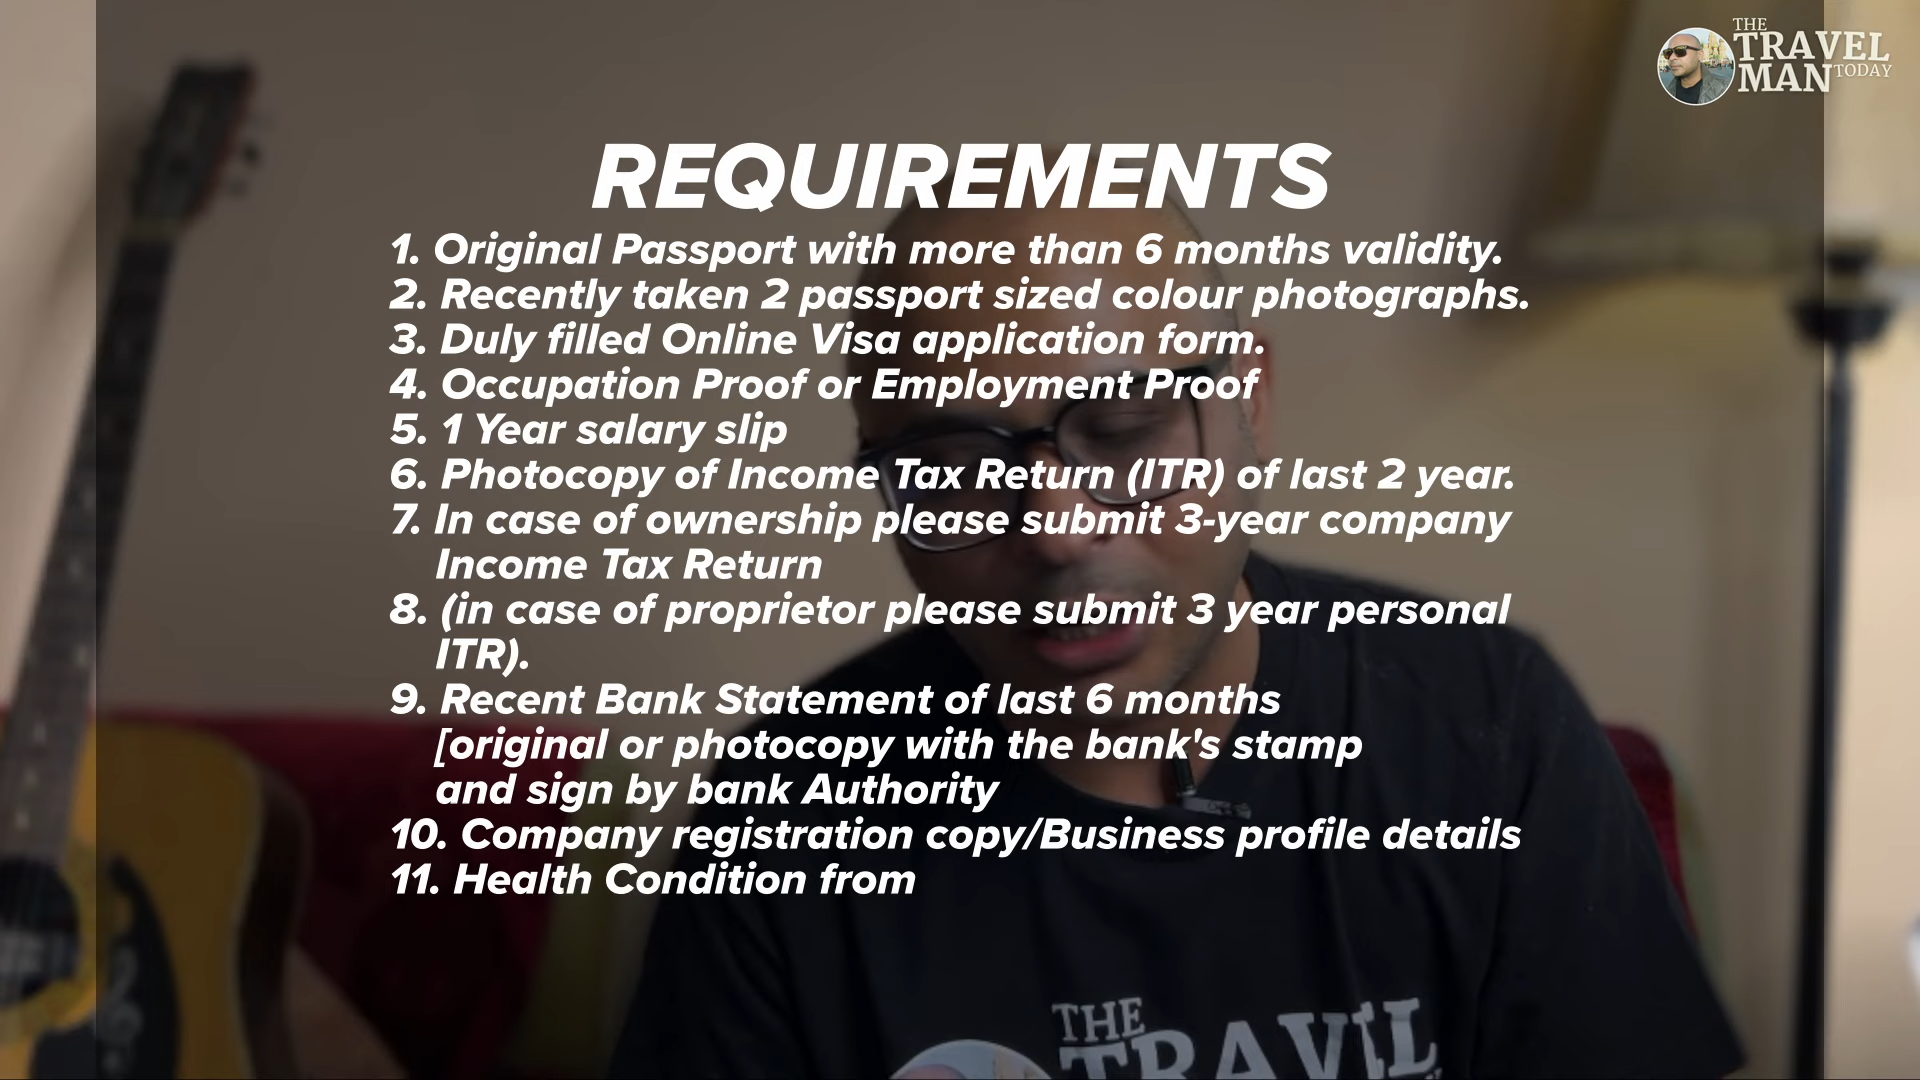 THE
TRAVEL
MAN TODAY
REQUIREMENTS
1. Original Passport with more than 6 months validity.
2. Recently taken 2 passport sized colour photographs.
3. Duly filled Online Visa application form.
4. Occupation Proof or Employment Proof
5. 1 Year salary slip
6. Photocopy of Income Tax Return (ITR) of last 2 year.
7. In case of ownership please submit 3-year company
Income Tax Return
8. (in case of proprietor please submit 3 year personal
ITR).
9. Recent Bank Statement of last 6 months
[original or photocopy with the bank's stamp
and sign by bank Authority
10. Company registration copy/Business profile details
11. Health Condition from
THE
TRAVEL